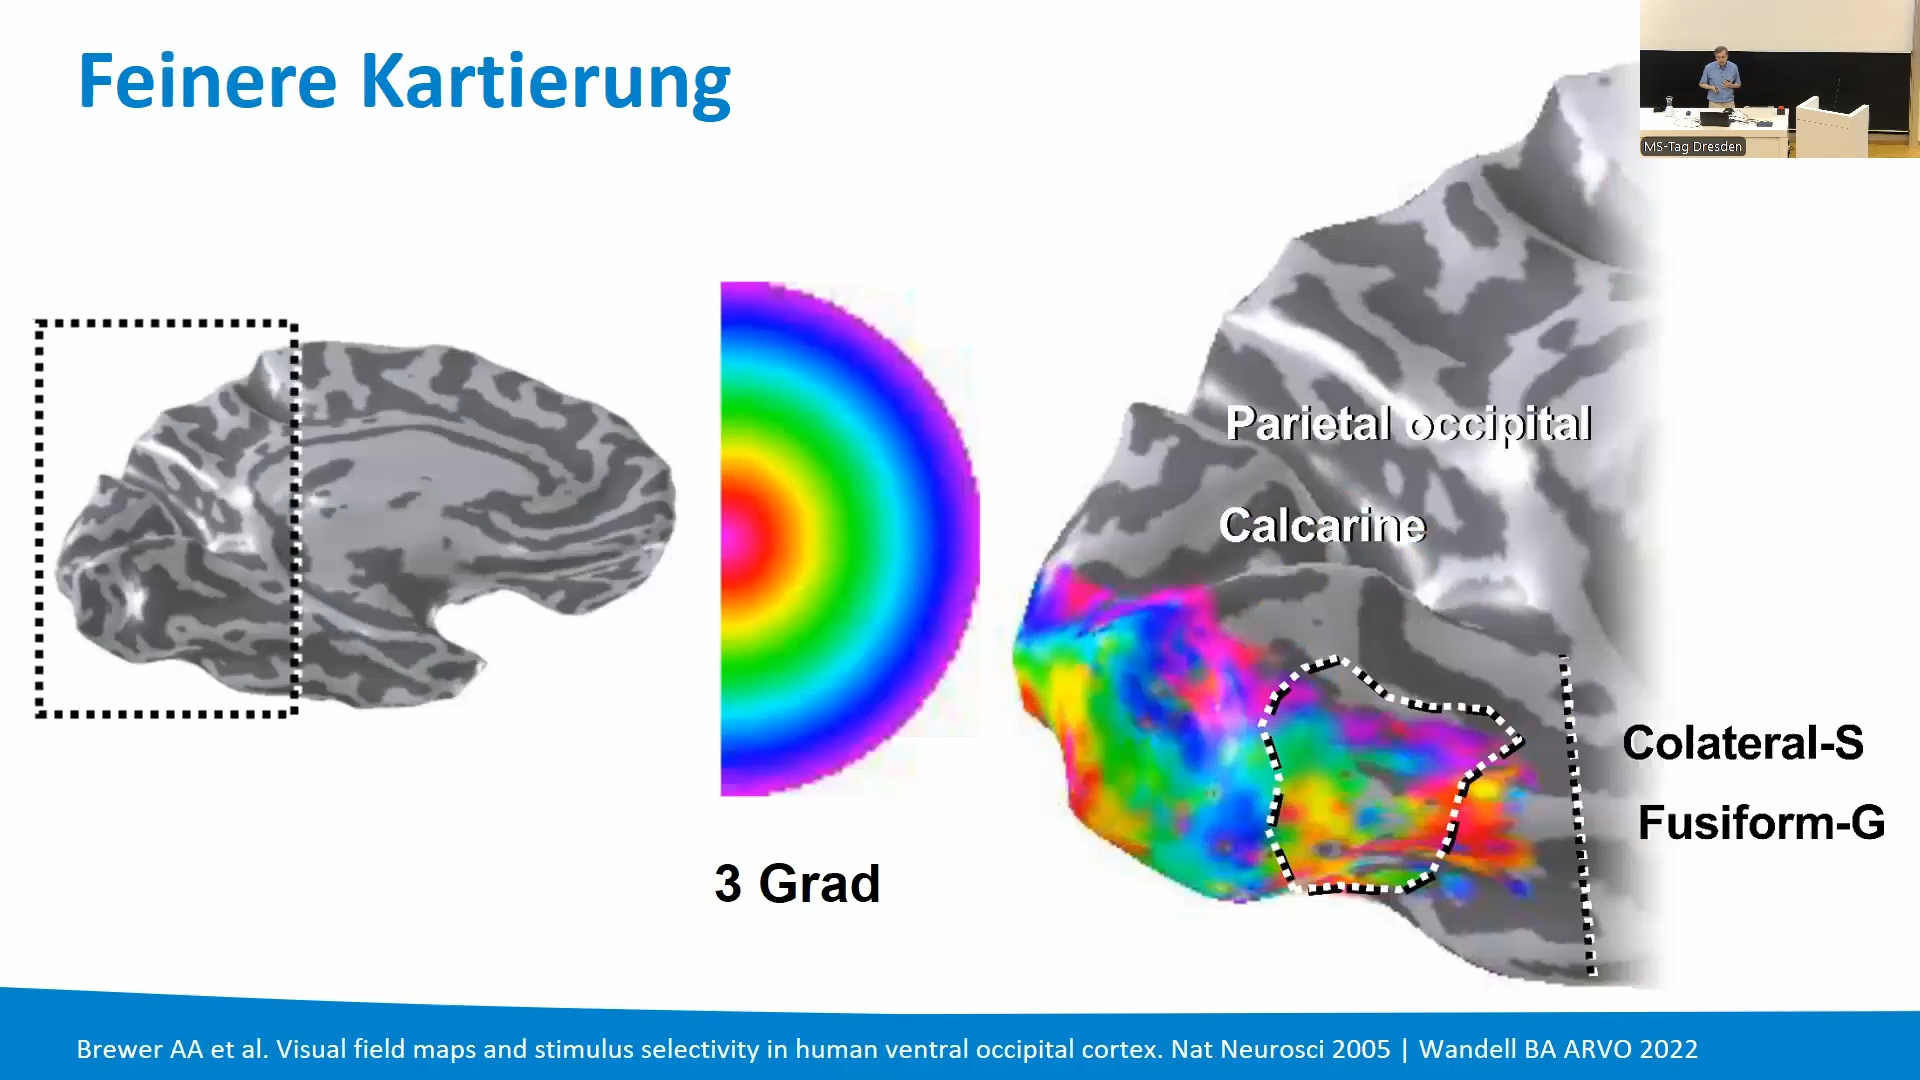 Feinere Kartierung
MS-Tag Dresden
Parietal occipital
Calcarine
Colateral-S
Fusiform-G
3 Grad
Brewer AA et al. Visual field maps and stimulus selectivity in human ventral occipital cortex. Nat Neurosci 2005 | Wandell BA ARVO 2022